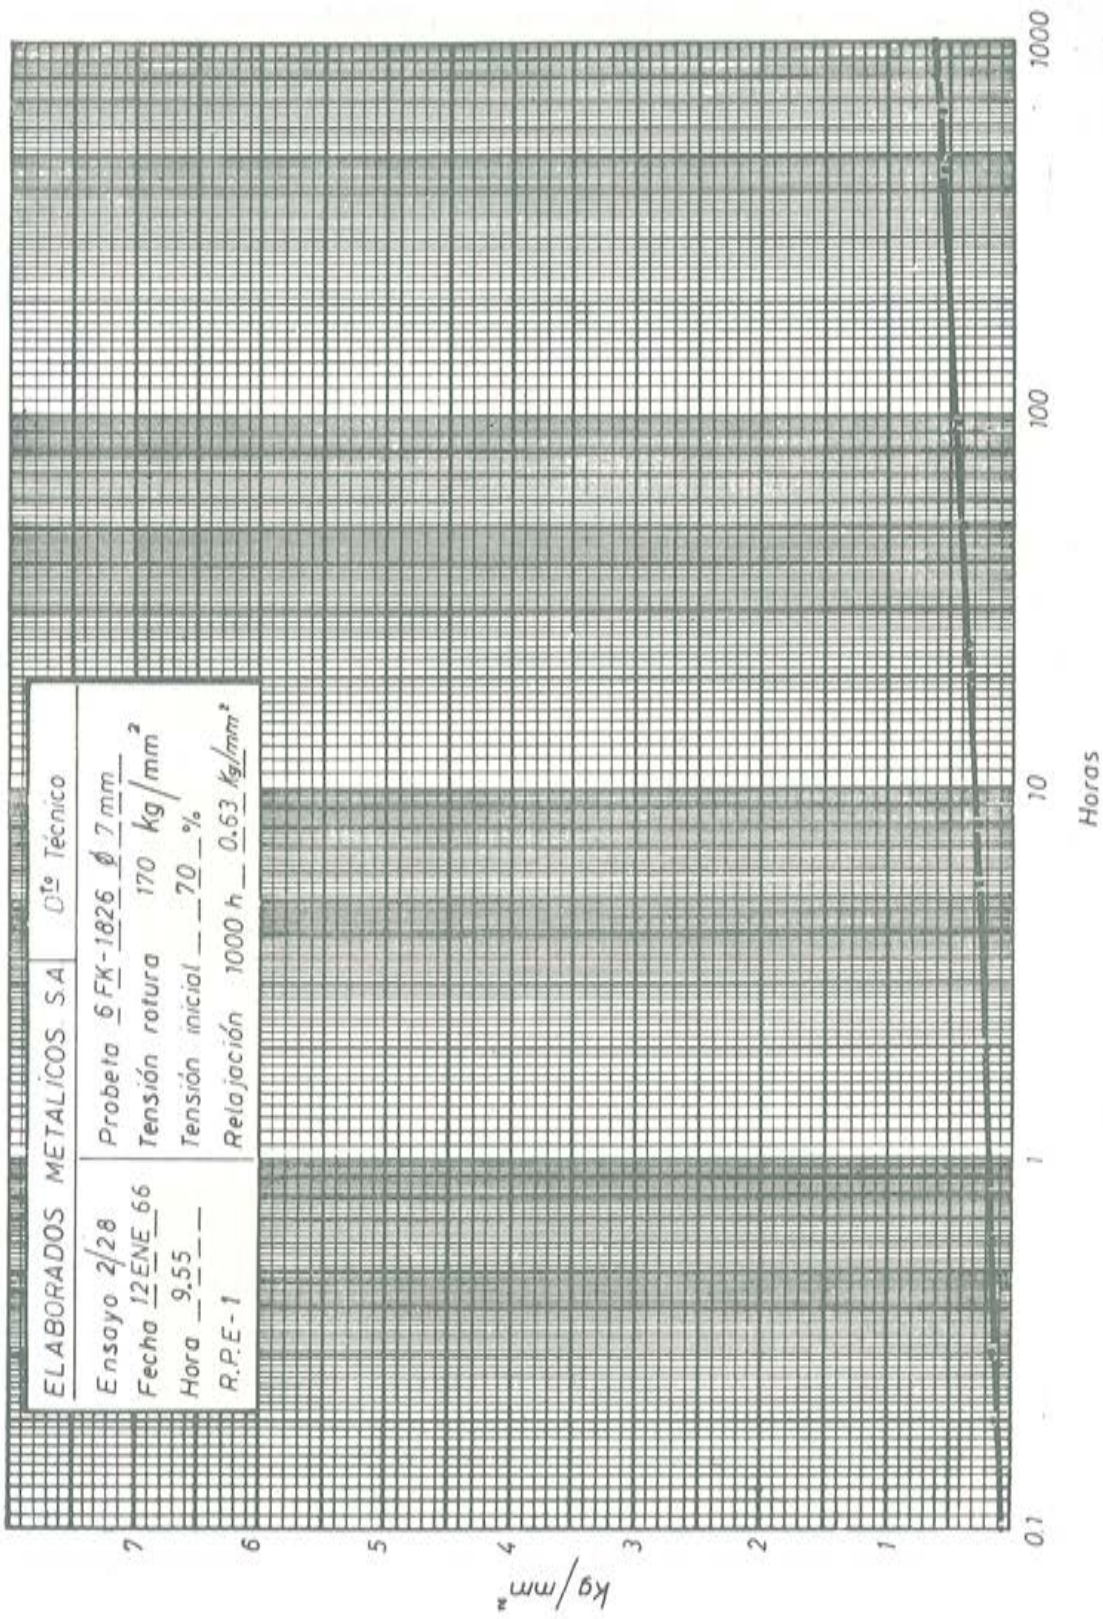 ELABORADOS METALICOS S.A. Dto Técnico
Ensayo 2/28
Fecha 12 ENE 66
Hora 9.55
R.P.E-1
Probeta 6FK-1826 ϕ 7 mm
Tensión rotura 170 kg/mm²
Tensión inicial 70 %
Relajación 1000 h 0.63 Kg/mm²
kg/mm²
7
6
5
4
3
2
1
0.1
1
10
100
1000
Horas